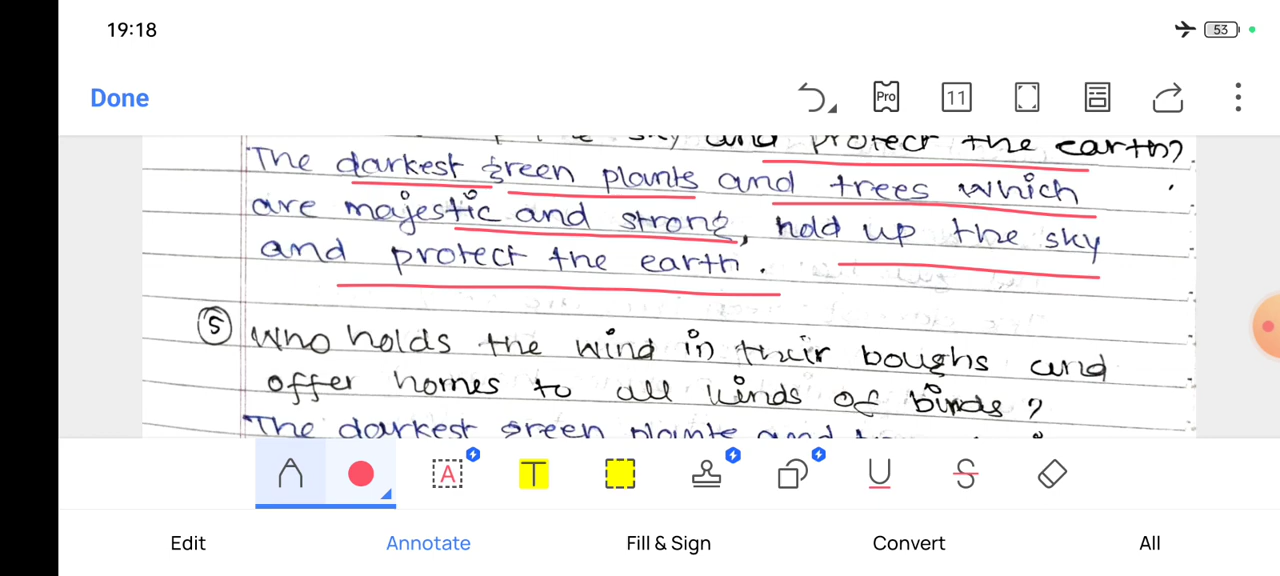 19:18
53
Done
Pro
11
sky and protect the earth?
The darkest green plants and trees which
are majestic and strong, hold up the sky
and protect the earth.
5 Who holds the wind in their boughs and
offer homes to all kinds of birds?
The darkest green plants and
A
T
U
S
Edit
Annotate
Fill & Sign
Convert
All